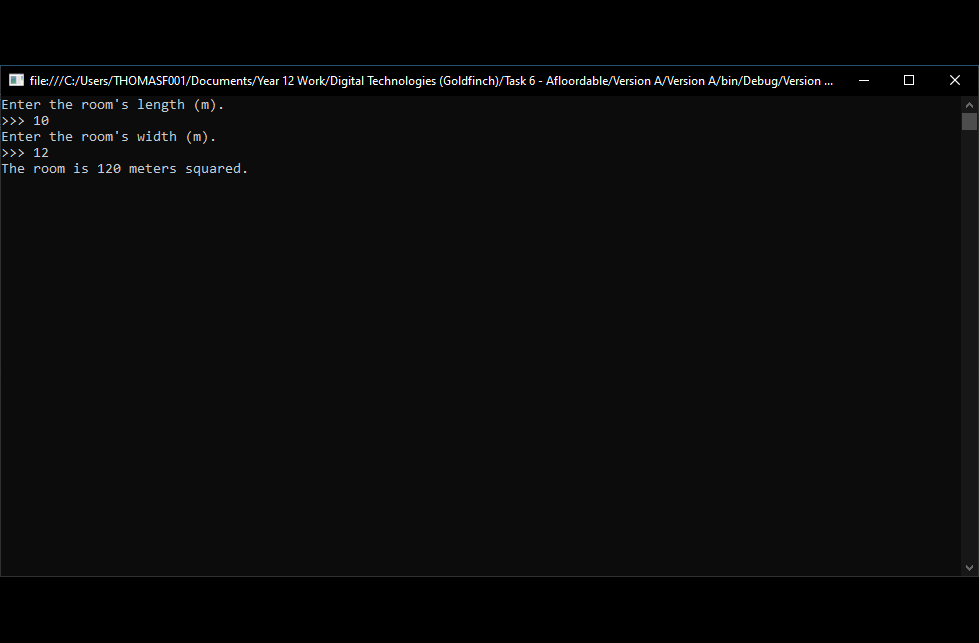 file:///C:/Users/THOMASF001/Documents/Year 12 Work/Digital Technologies (Goldfinch)/Task 6 - Afloordable/Version A/Version A/bin/Debug/Version ...
Enter the room's length (m).
>>> 10
Enter the room's width (m).
>>> 12
The room is 120 meters squared.